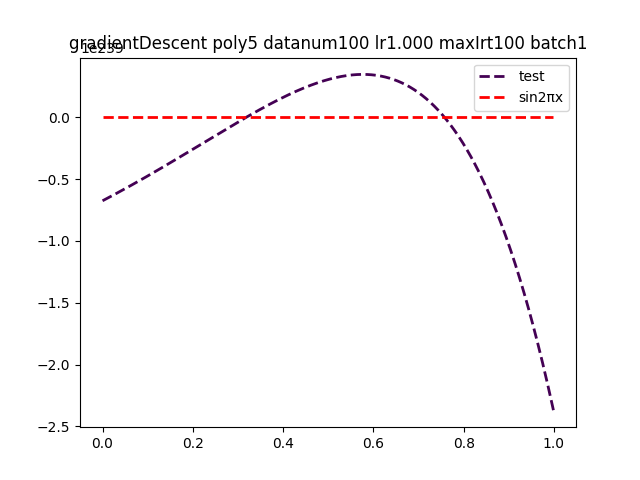 gradientDescent poly5 datanum100 lr1.000 maxIrt100 batch1
1e239
test
sin2πx
0.0
−0.5
−1.0
−1.5
−2.0
−2.5
0.0 0.2 0.4 0.6 0.8 1.0